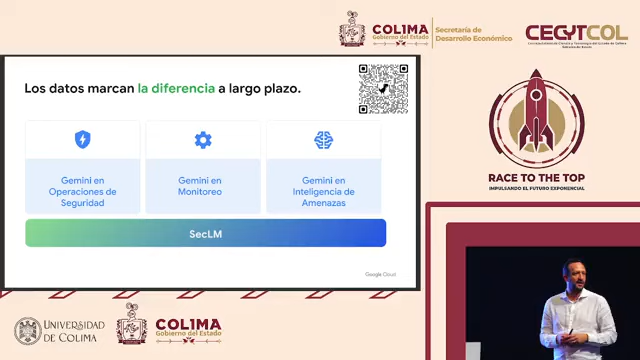 COLIMA
Gobierno del Estado
Secretaría de
Desarrollo Económico
CECYTCOL
Los datos marcan la diferencia a largo plazo.
Gemini en
Operaciones de
Seguridad
Gemini en
Monitoreo
Gemini en
Inteligencia de
Amenazas
SecLM
Google Cloud
RACE TO THE TOP
IMPULSANDO EL FUTURO EXPONENCIAL
UNIVERSIDAD
DE COLIMA
COLIMA
Gobierno del Estado